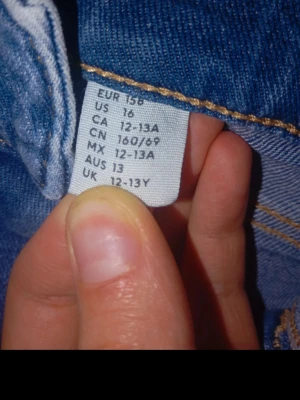 EUR 158
US 16
CA 12-13A
CN 160/69
MX 12-13A
AUS 13
UK 12-13Y